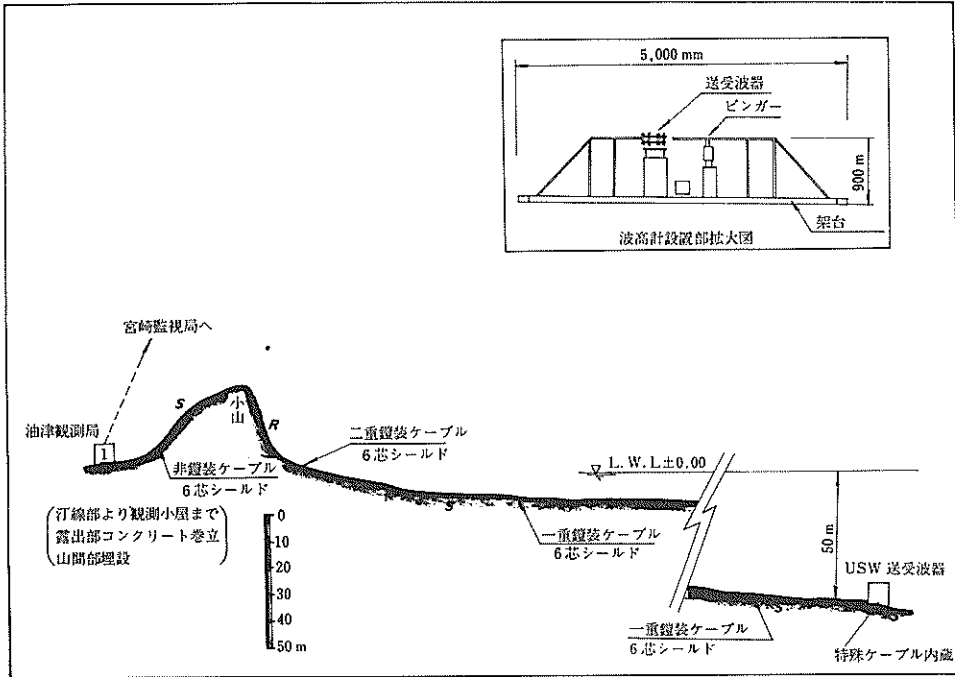 5,000 mm
送受波器
ピンガー
900 m
架台
波高計設置部拡大図
宮崎監視局へ
S
小山
R
油津観測局
1
非鎧装ケーブル
6芯シールド
二重鎧装ケーブル
6芯シールド
L.W.L±0.00
(汀線部より観測小屋まで
露出部コンクリート巻立
山間部埋設)
S
一重鎧装ケーブル
6芯シールド
0
10
20
30
40
50 m
50 m
USW 送受波器
S
S
一重鎧装ケーブル
6芯シールド
特殊ケーブル内蔵